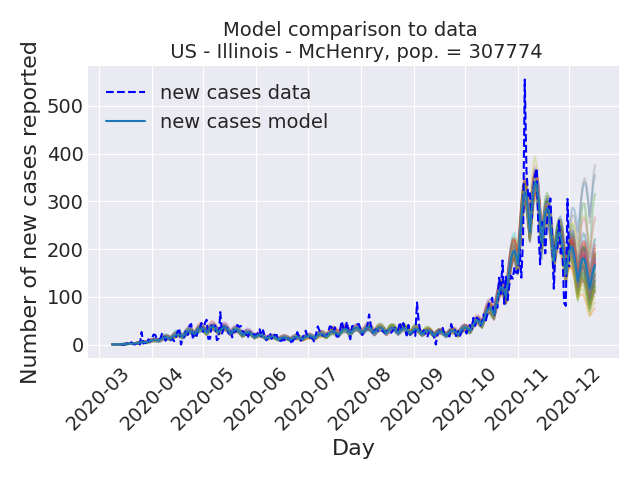 Model comparison to data
US - Illinois - McHenry, pop. = 307774
Number of new cases reported
new cases data
new cases model
500
400
300
200
100
0
2020-03
2020-04
2020-05
2020-06
2020-07
2020-08
2020-09
2020-10
2020-11
2020-12
Day